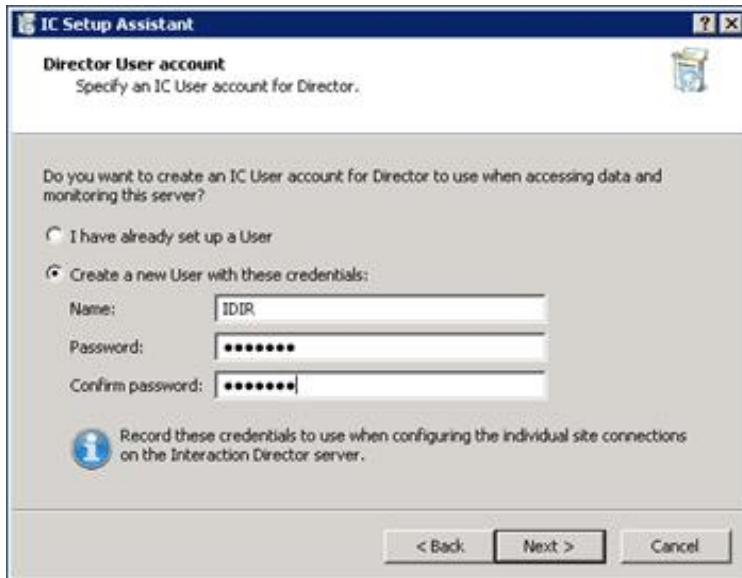 IC Setup Assistant
Director User account
Specify an IC User account for Director.
Do you want to create an IC User account for Director to use when accessing data and
monitoring this server?
I have already set up a User
Create a new User with these credentials:
Name: IDIR
Password: •••••••
Confirm password: •••••••
Record these credentials to use when configuring the individual site connections
on the Interaction Director server.
< Back Next > Cancel